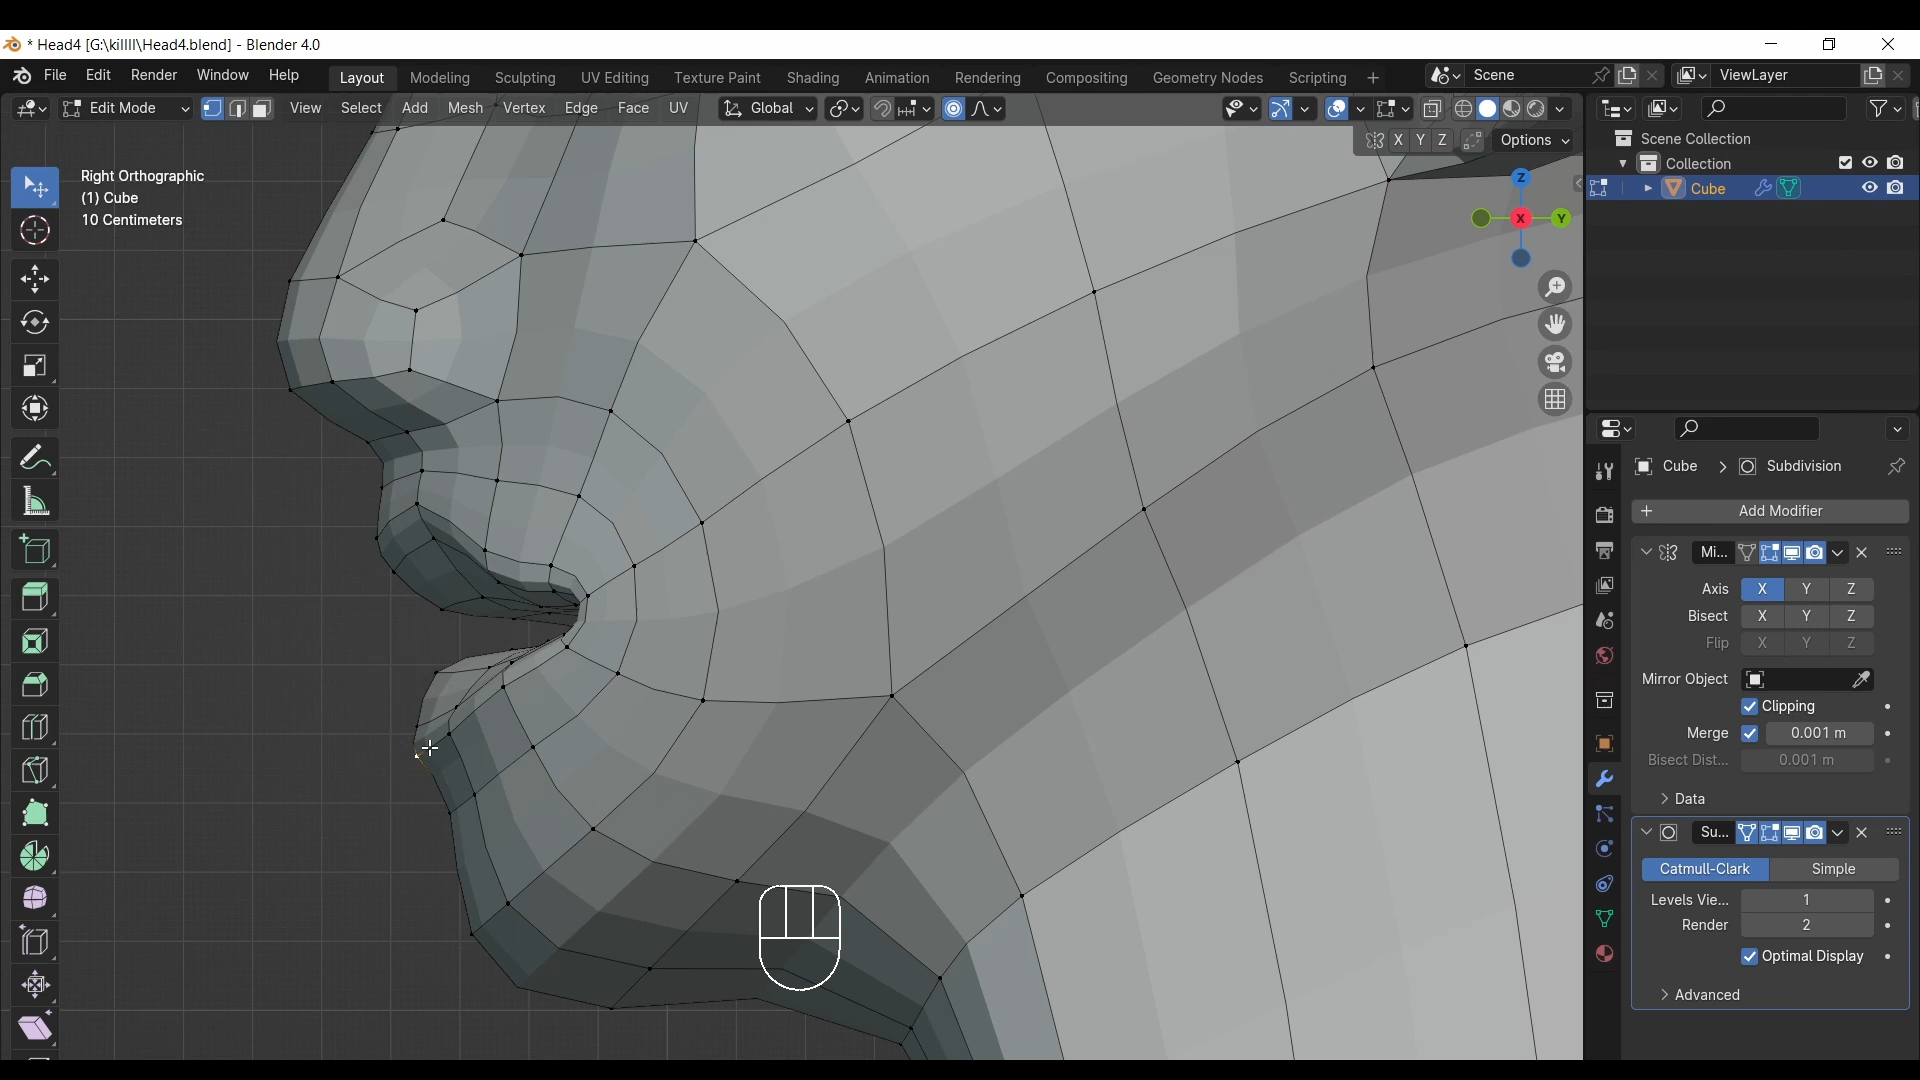 * Head4 [G:\killll\Head4.blend] - Blender 4.0
File Edit Render Window Help Layout Modeling Sculpting UV Editing Texture Paint Shading Animation Rendering Compositing Geometry Nodes Scripting + Scene ViewLayer
Edit Mode View Select Add Mesh Vertex Edge Face UV Global
X Y Z Options
Right Orthographic
(1) Cube
10 Centimeters
Z
X
Y
Scene Collection
Collection
Cube
Cube > Subdivision
+ Add Modifier
Mi...
Axis X Y Z
Bisect X Y Z
Flip X Y Z
Mirror Object
Clipping
Merge 0.001 m
Bisect Dist... 0.001 m
> Data
Su...
Catmull-Clark Simple
Levels Vie... 1
Render 2
Optimal Display
> Advanced